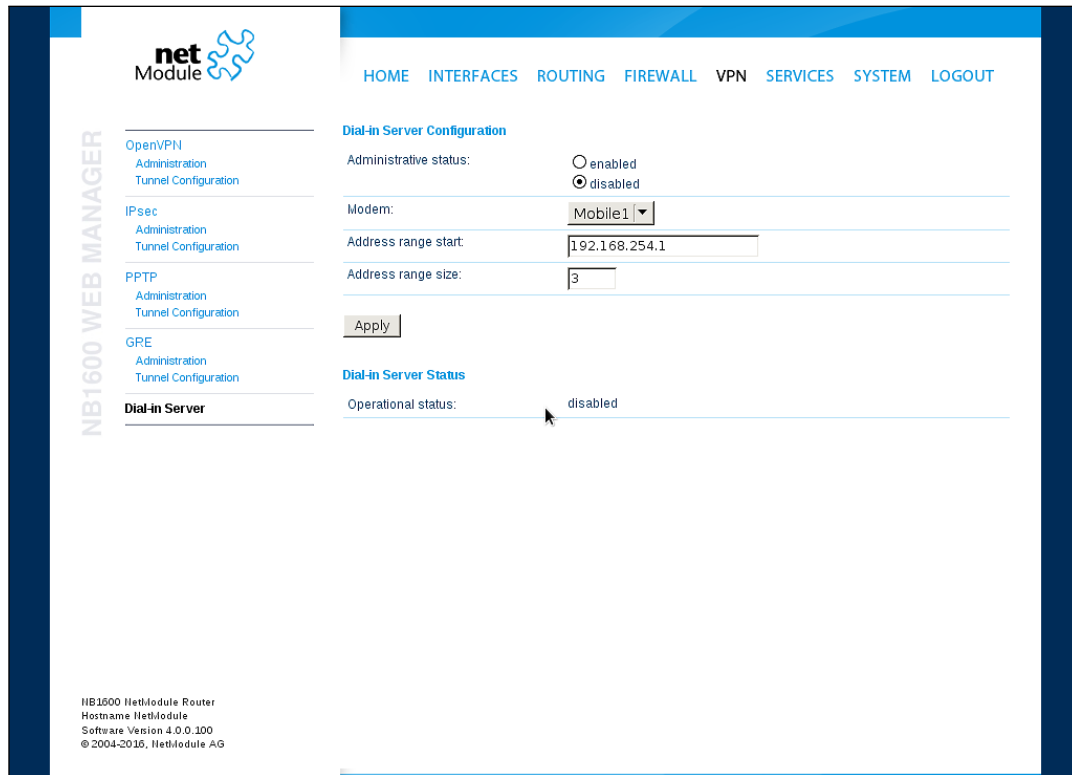 net
Module
HOME INTERFACES ROUTING FIREWALL VPN SERVICES SYSTEM LOGOUT
NB1600 WEB MANAGER
OpenVPN
Administration
Tunnel Configuration
IPsec
Administration
Tunnel Configuration
PPTP
Administration
Tunnel Configuration
GRE
Administration
Tunnel Configuration
Dial-in Server
Dial-in Server Configuration
Administrative status:
enabled
disabled
Modem: Mobile1
Address range start: 192.168.254.1
Address range size: 3
Apply
Dial-in Server Status
Operational status: disabled
NB1600 NetModule Router
Hostname NetModule
Software Version 4.0.0.100
© 2004-2016, NetModule AG